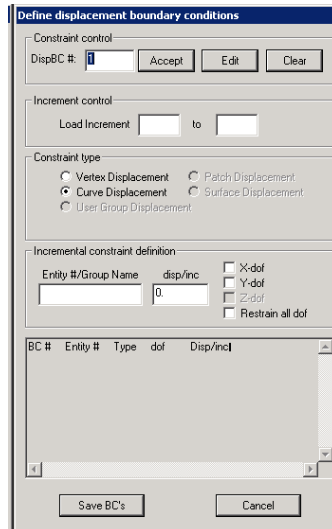 Define displacement boundary conditions
Constraint control
DispBC #: 1 Accept Edit Clear
Increment control
Load Increment to
Constraint type
Vertex Displacement Patch Displacement
Curve Displacement Surface Displacement
User Group Displacement
Incremental constraint definition
Entity #/Group Name disp/inc X-dof
0. Y-dof
Z-dof
Restrain all dof
BC # Entity # Type dof Disp/incl
Save BC's Cancel